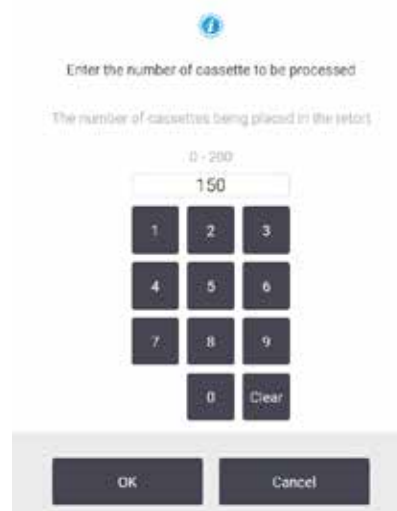 Enter the number of cassette to be processed
The number of cassettes being placed in the retort
0 - 200
150
1 2 3
4 5 6
7 8 9
0 Clear
OK Cancel